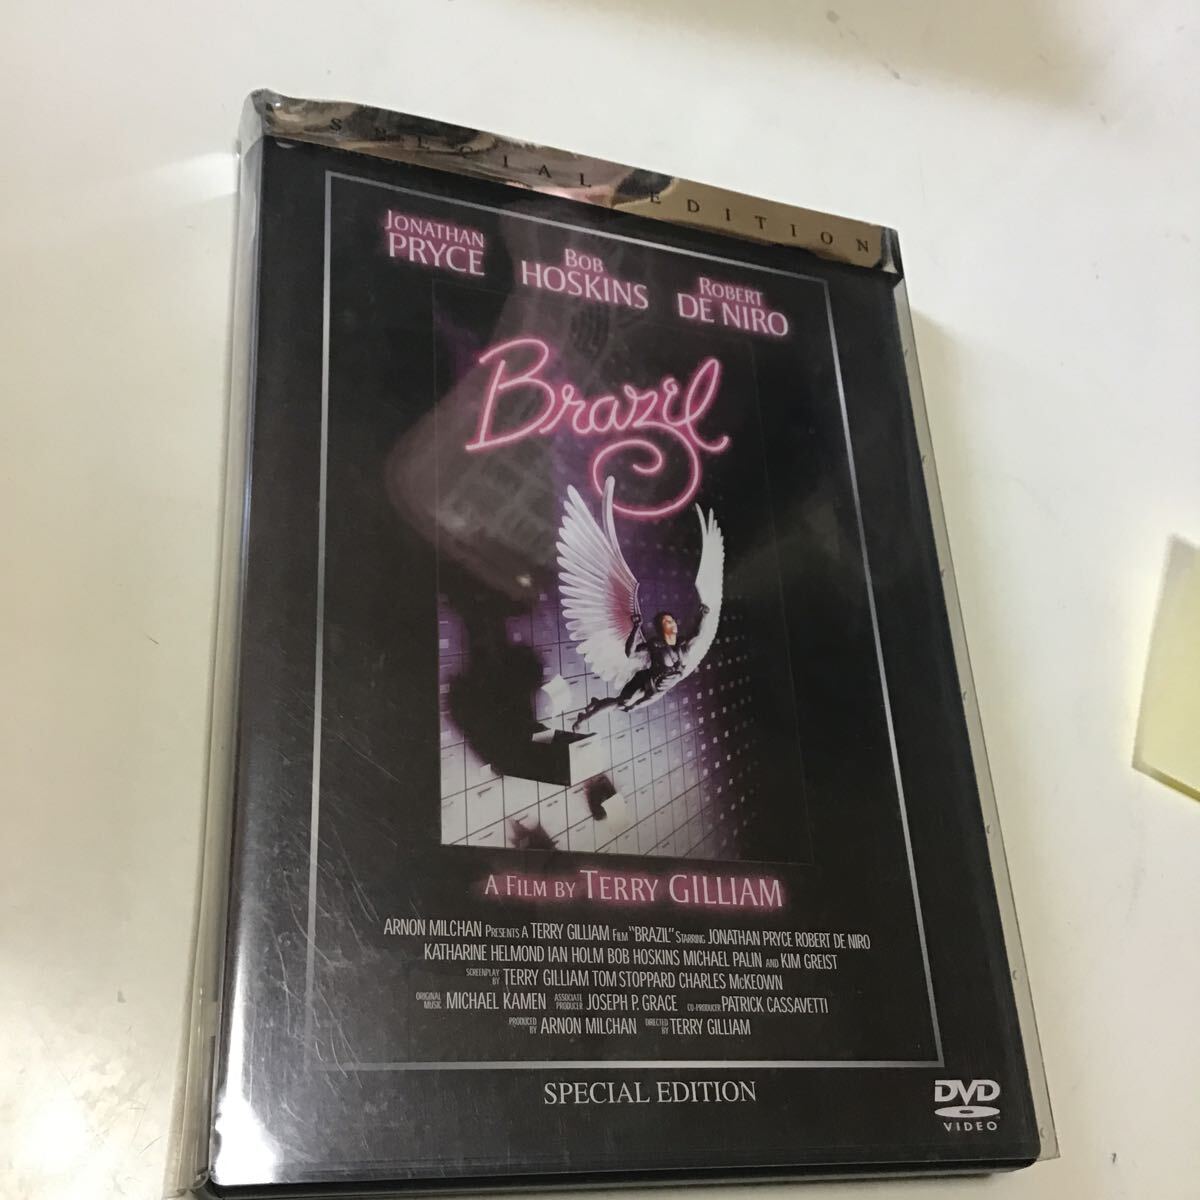 SPECIAL EDITION
JONATHAN PRYCE
BOB HOSKINS
ROBERT DE NIRO
Brazil
A FILM BY TERRY GILLIAM
ARNON MILCHAN PRESENTS A TERRY GILLIAM FILM "BRAZIL" STARRING JONATHAN PRYCE ROBERT DE NIRO
KATHARINE HELMOND IAN HOLM BOB HOSKINS MICHAEL PALIN AND KIM GREIST
SCREENPLAY BY TERRY GILLIAM TOM STOPPARD CHARLES McKEOWN
ORIGINAL MUSIC MICHAEL KAMEN ASSOCIATE PRODUCER JOSEPH P. GRACE CO-PRODUCER PATRICK CASSAVETTI
PRODUCED BY ARNON MILCHAN DIRECTED BY TERRY GILLIAM
SPECIAL EDITION
DVD
VIDEO